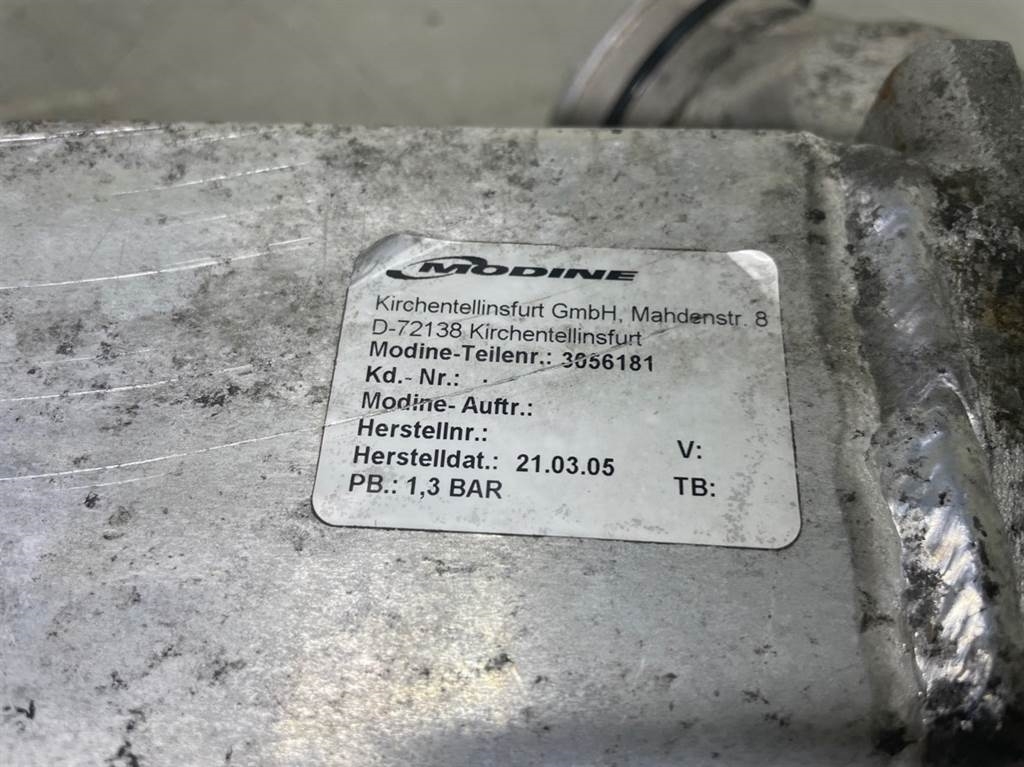 MODINE
Kirchentellinsfurt GmbH, Mahdenstr. 8
D-72138 Kirchentellinsfurt
Modine-Teilenr.: 3056181
Kd.- Nr.: .
Modine- Auftr.:
Herstellnr.: V:
Herstelldat.: 21.03.05
PB.: 1,3 BAR TB: